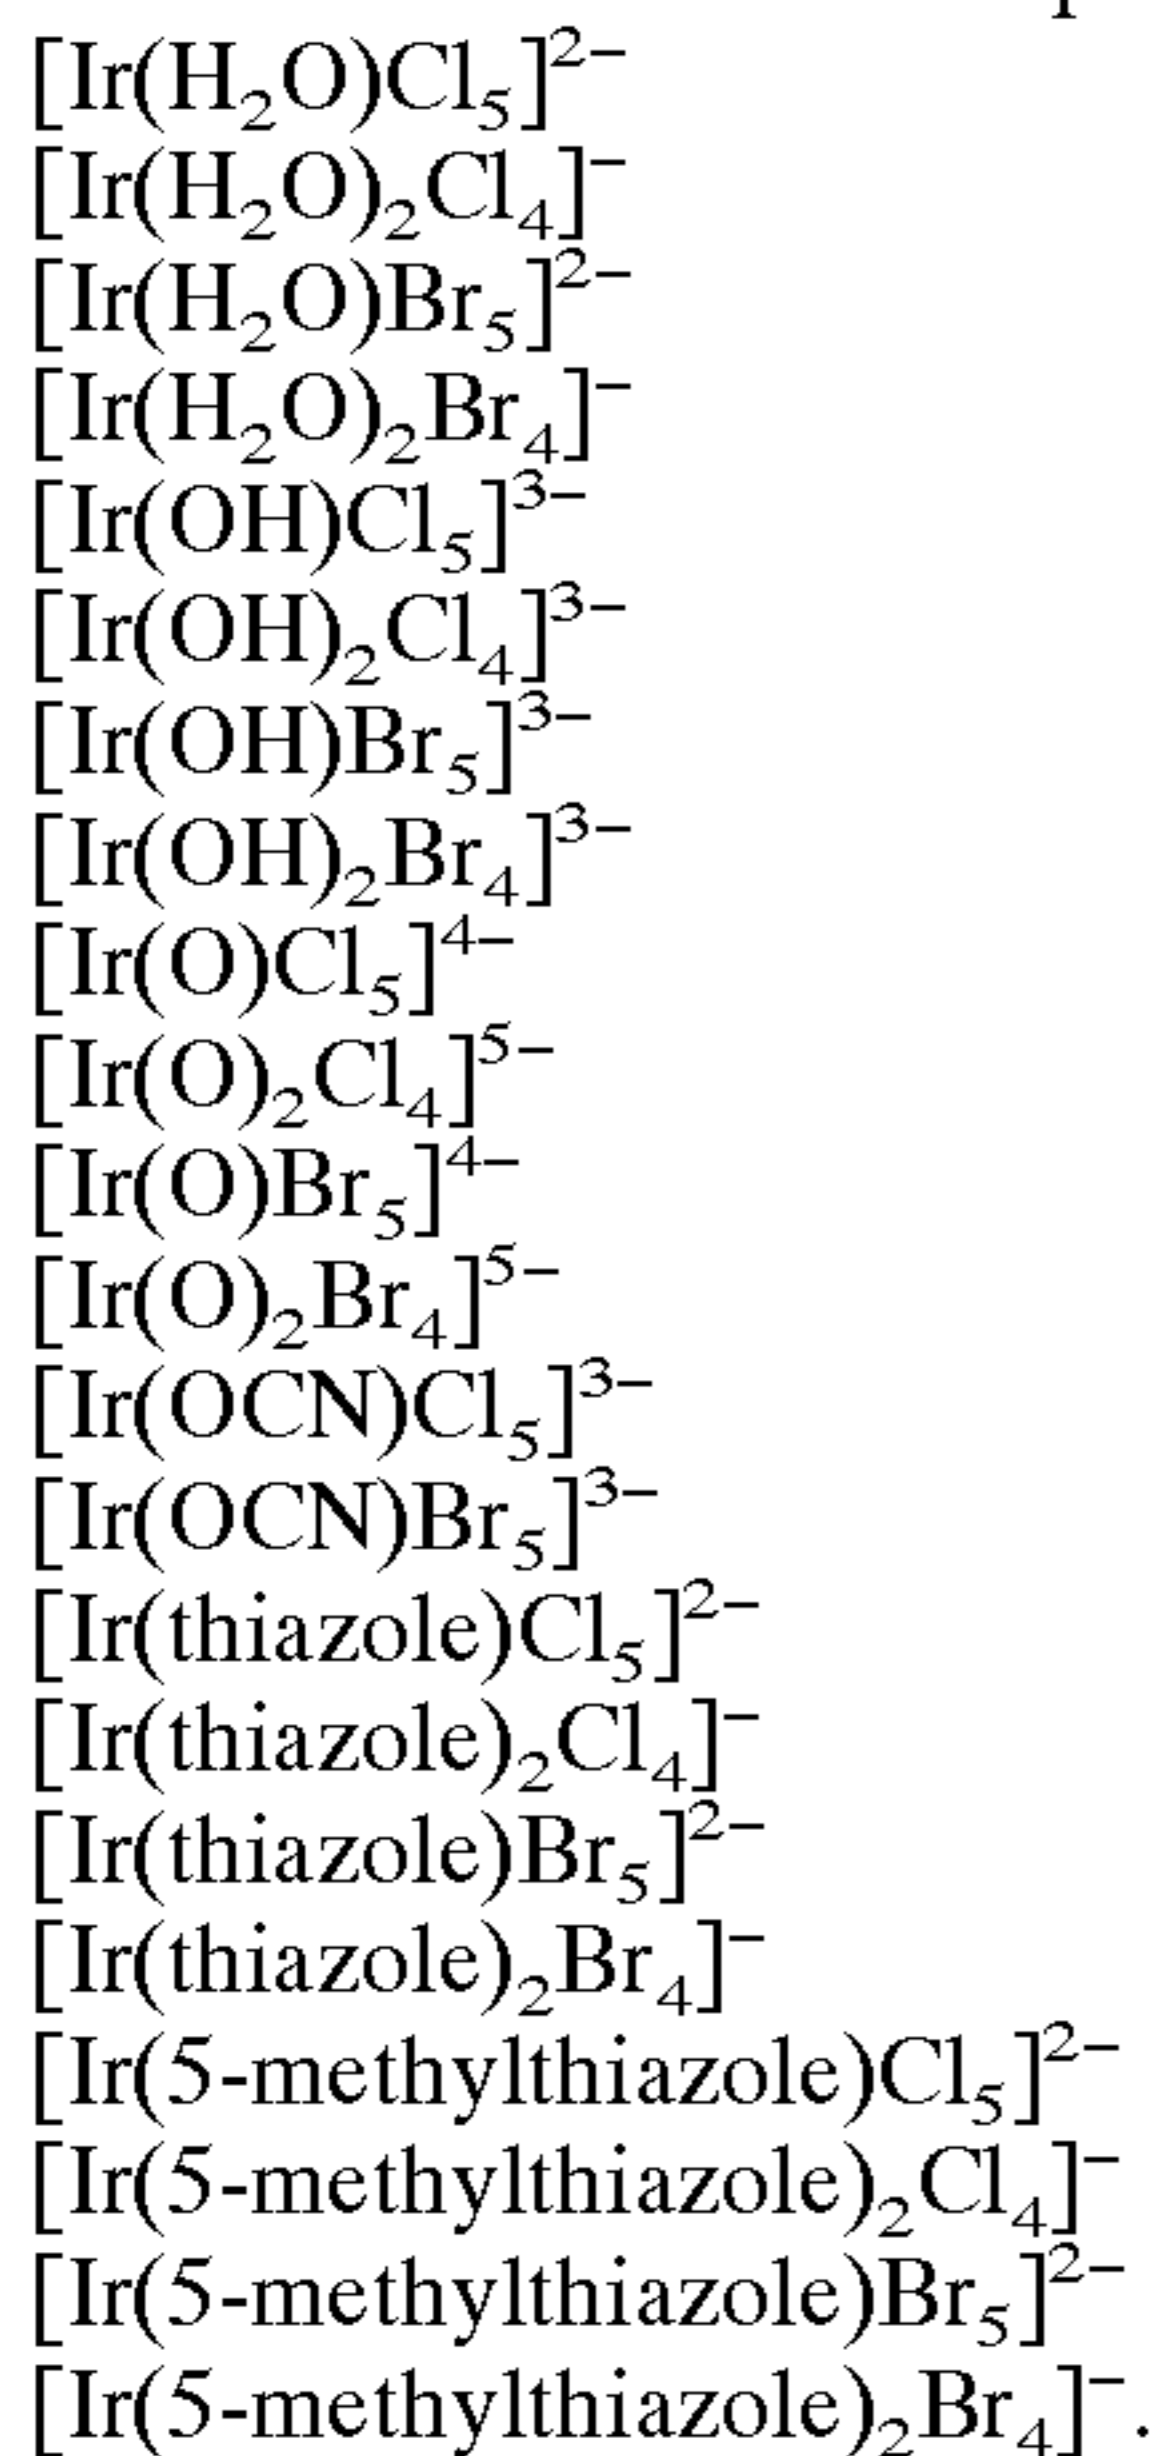 [Ir(H₂O)Cl₅]²⁻
[Ir(H₂O)₂Cl₄]⁻
[Ir(H₂O)Br₅]²⁻
[Ir(H₂O)₂Br₄]⁻
[Ir(OH)Cl₅]³⁻
[Ir(OH)₂Cl₄]³⁻
[Ir(OH)Br₅]³⁻
[Ir(OH)₂Br₄]³⁻
[Ir(O)Cl₅]⁴⁻
[Ir(O)₂Cl₄]⁵⁻
[Ir(O)Br₅]⁴⁻
[Ir(O)₂Br₄]⁵⁻
[Ir(OCN)Cl₅]³⁻
[Ir(OCN)Br₅]³⁻
[Ir(thiazole)Cl₅]²⁻
[Ir(thiazole)₂Cl₄]⁻
[Ir(thiazole)Br₅]²⁻
[Ir(thiazole)₂Br₄]⁻
[Ir(5-methylthiazole)Cl₅]²⁻
[Ir(5-methylthiazole)₂Cl₄]⁻
[Ir(5-methylthiazole)Br₅]²⁻
[Ir(5-methylthiazole)₂Br₄]⁻ .